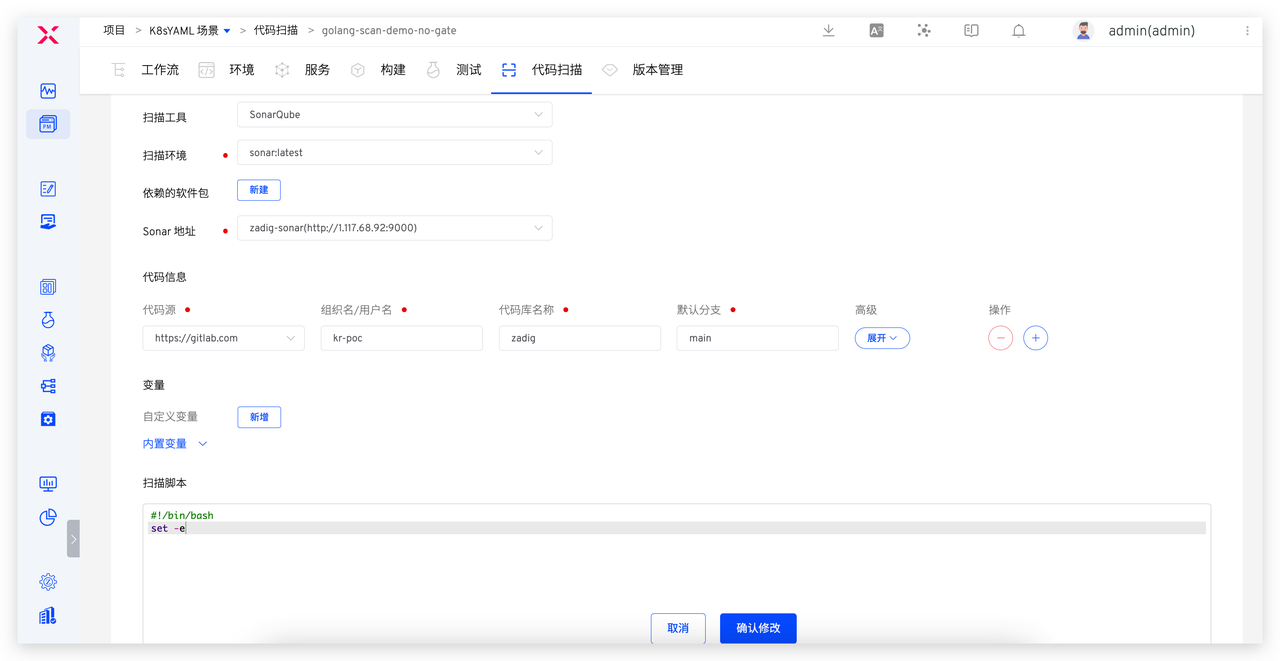 项目 > K8sYAML 场景 > 代码扫描 > golang-scan-demo-no-gate
admin(admin)
工作流 环境 服务 构建 测试 代码扫描 版本管理
扫描工具 SonarQube
扫描环境 sonar:latest
依赖的软件包 新建
Sonar 地址 zadig-sonar(http://1.117.68.92:9000)
代码信息
代码源 组织名/用户名 代码库名称 默认分支 高级 操作
https://gitlab.com kr-poc zadig main 展开
变量
自定义变量 新增
内置变量
扫描脚本
#!/bin/bash
set -e
取消 确认修改